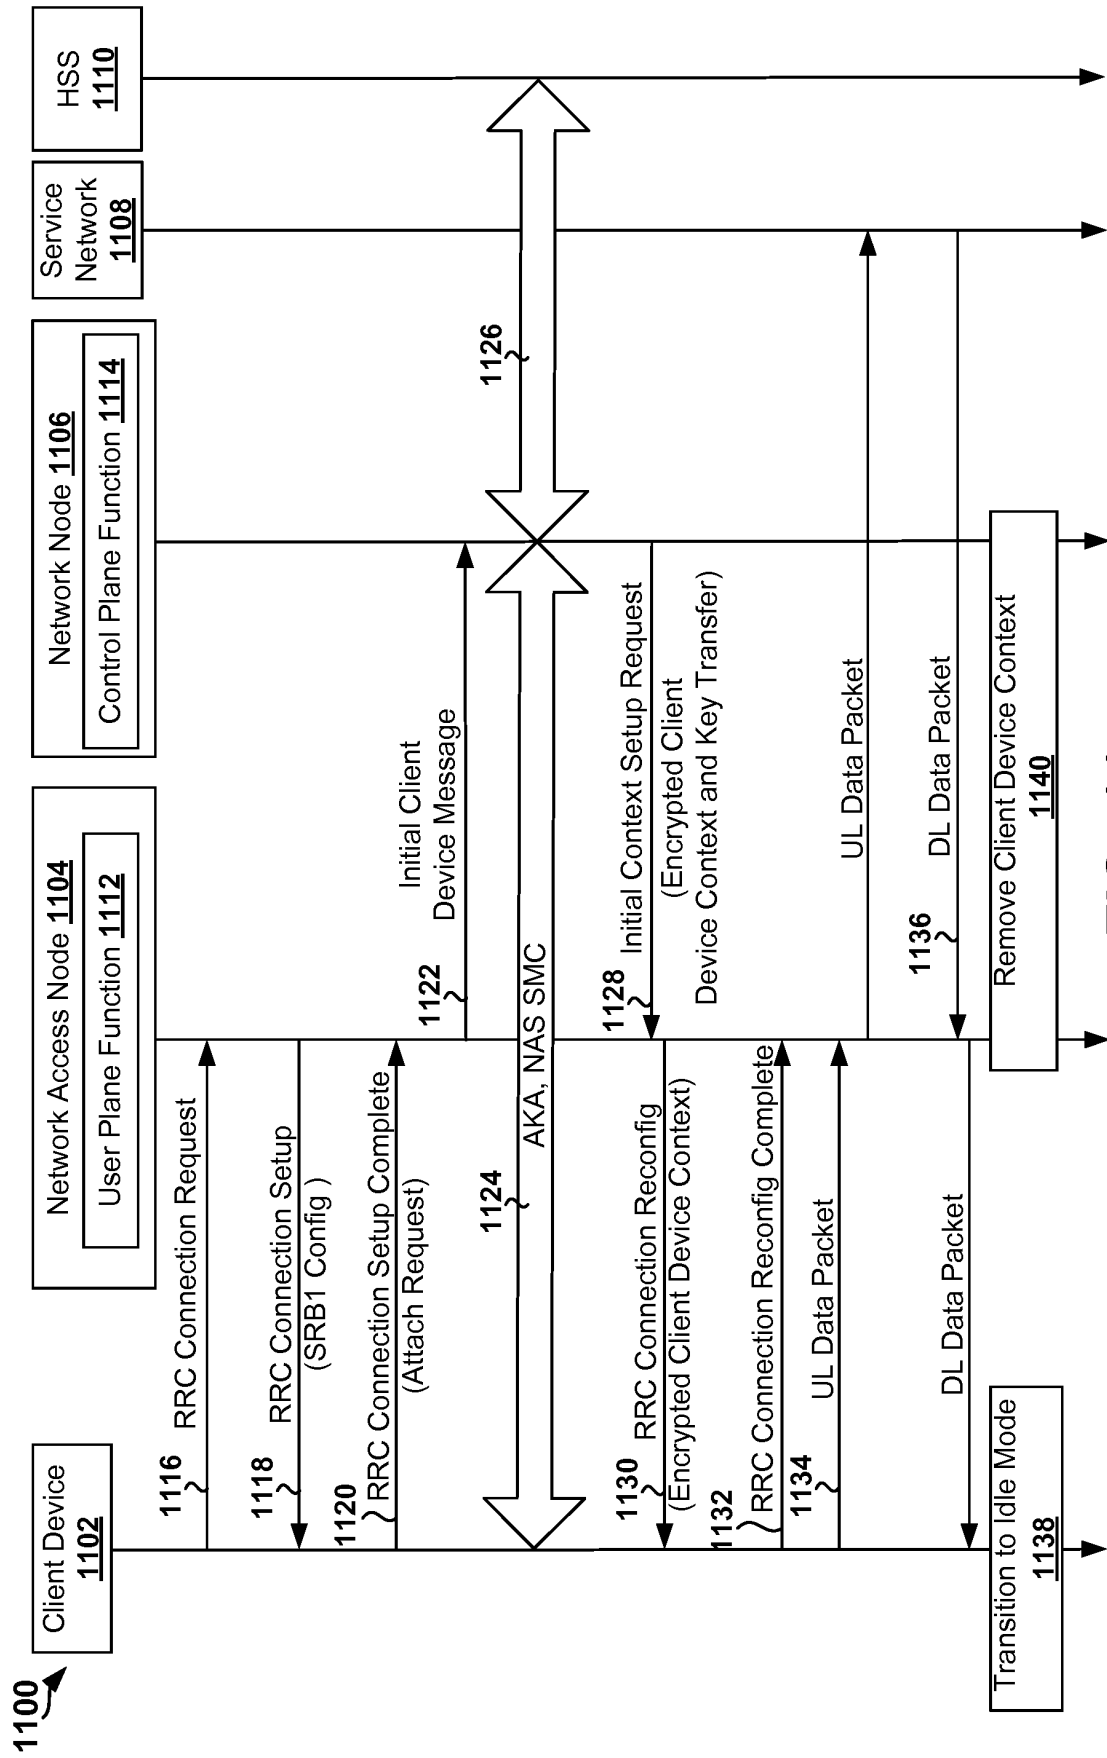 1100
Client Device
1102
Network Access Node 1104
User Plane Function 1112
Network Node 1106
Control Plane Function 1114
Service
Network
1108
HSS
1110
1116
RRC Connection Request
1118
RRC Connection Setup
(SRB1 Config )
1120
RRC Connection Setup Complete
(Attach Request)
1122
Initial Client
Device Message
1124
AKA, NAS SMC
1126
1128
Initial Context Setup Request
(Encrypted Client
Device Context and Key Transfer)
1130
RRC Connection Reconfig
(Encrypted Client Device Context)
1132
RRC Connection Reconfig Complete
1134
UL Data Packet
UL Data Packet
1136
DL Data Packet
DL Data Packet
Transition to Idle Mode
1138
Remove Client Device Context
1140